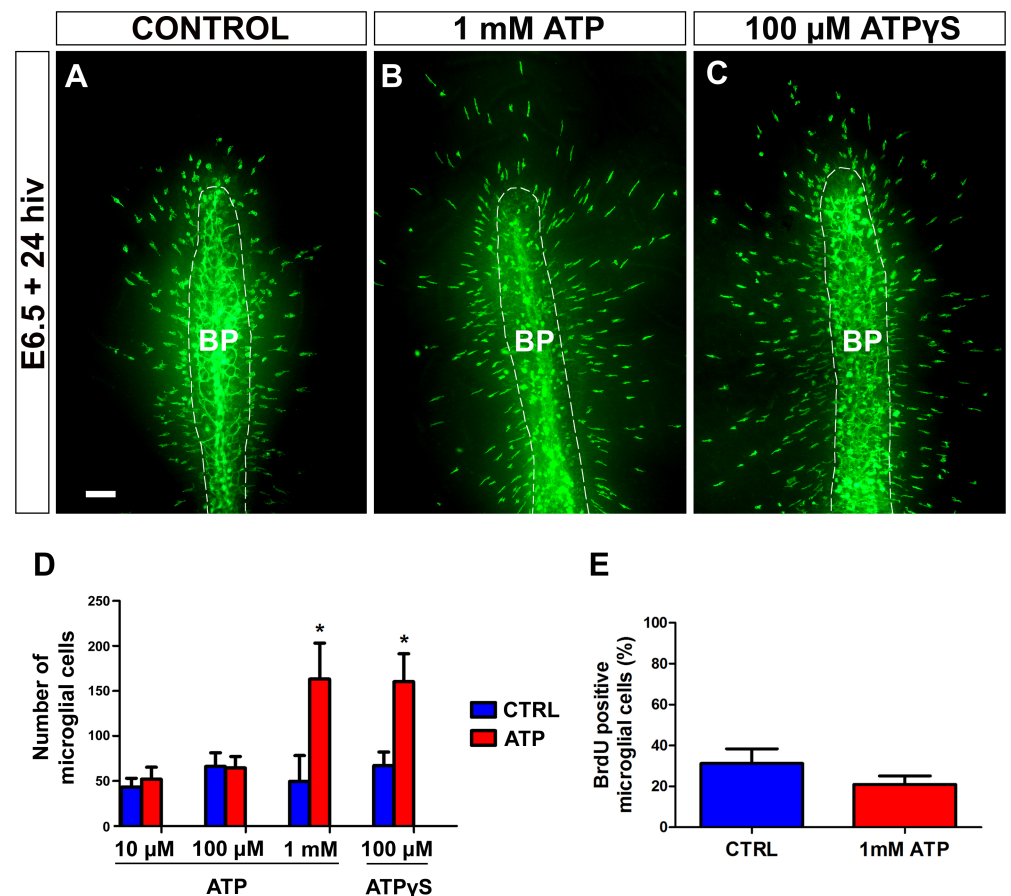 CONTROL
1 mM ATP
100 µM ATPγS
E6.5 + 24 hiv
A
B
C
BP
BP
BP
D
Number of
microglial cells
250
200
150
100
50
0
*
*
10 µM
100 µM
1 mM
100 µM
ATP
ATPγS
CTRL
ATP
E
BrdU positive
microglial cells (%)
100
80
60
40
20
0
CTRL
1mM ATP